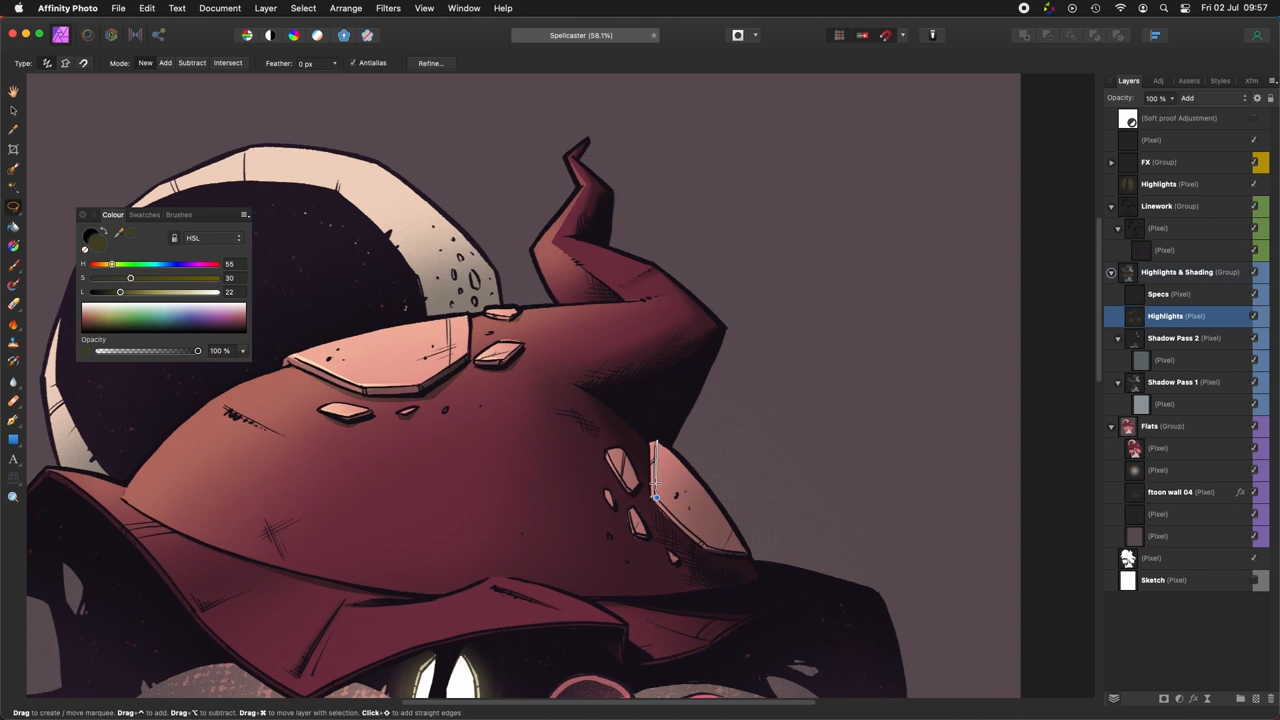 Affinity Photo File Edit Text Document Layer Select Arrange Filters View Window Help Fri 02 Jul 09:57
Spellcaster (58.1%)
Type: Mode: New Add Subtract Intersect Feather: 0 px Antialias Refine...
Layers Adj Assets Styles Xfm
Opacity: 100 % Add
(Soft proof Adjustment)
(Pixel)
FX (Group)
Highlights (Pixel)
Linework (Group)
(Pixel)
(Pixel)
Highlights & Shading (Group)
Specs (Pixel)
Highlights (Pixel)
Shadow Pass 2 (Pixel)
(Pixel)
Shadow Pass 1 (Pixel)
(Pixel)
Flats (Group)
(Pixel)
(Pixel)
ftoon wall 04 (Pixel) fx
(Pixel)
(Pixel)
(Pixel)
Sketch (Pixel)
Colour Swatches Brushes
HSL
H 55
S 30
L 22
Opacity
100 %
Drag to create / move marquee. Drag+^ to add. Drag+⌥ to subtract. Drag+⌘ to move layer with selection. Click+⇧ to add straight edges